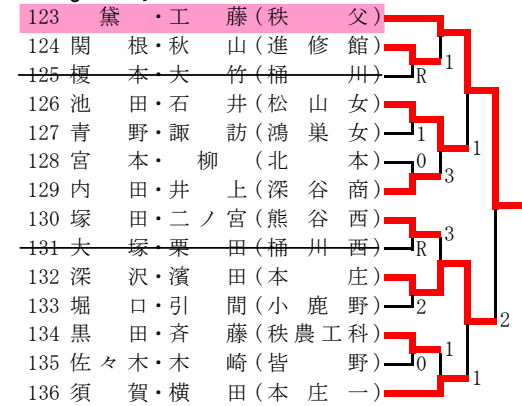 123 黛・工藤(秩父)
124 関根・秋山(進修館)
125 榎本・大竹(桶川)
126 池田・石井(松山女)
127 青野・諏訪(鴻巣女)
128 宮本・柳(北本)
129 内田・井上(深谷商)
130 塚田・二ノ宮(熊谷西)
131 大塚・栗田(桶川西)
132 深沢・濱田(本庄)
133 堀口・引間(小鹿野)
134 黒田・斉藤(秩農工科)
135 佐々木・木崎(皆野)
136 須賀・横田(本庄一)
1
R
1
1
0
3
3
R
2
2
1
0
1